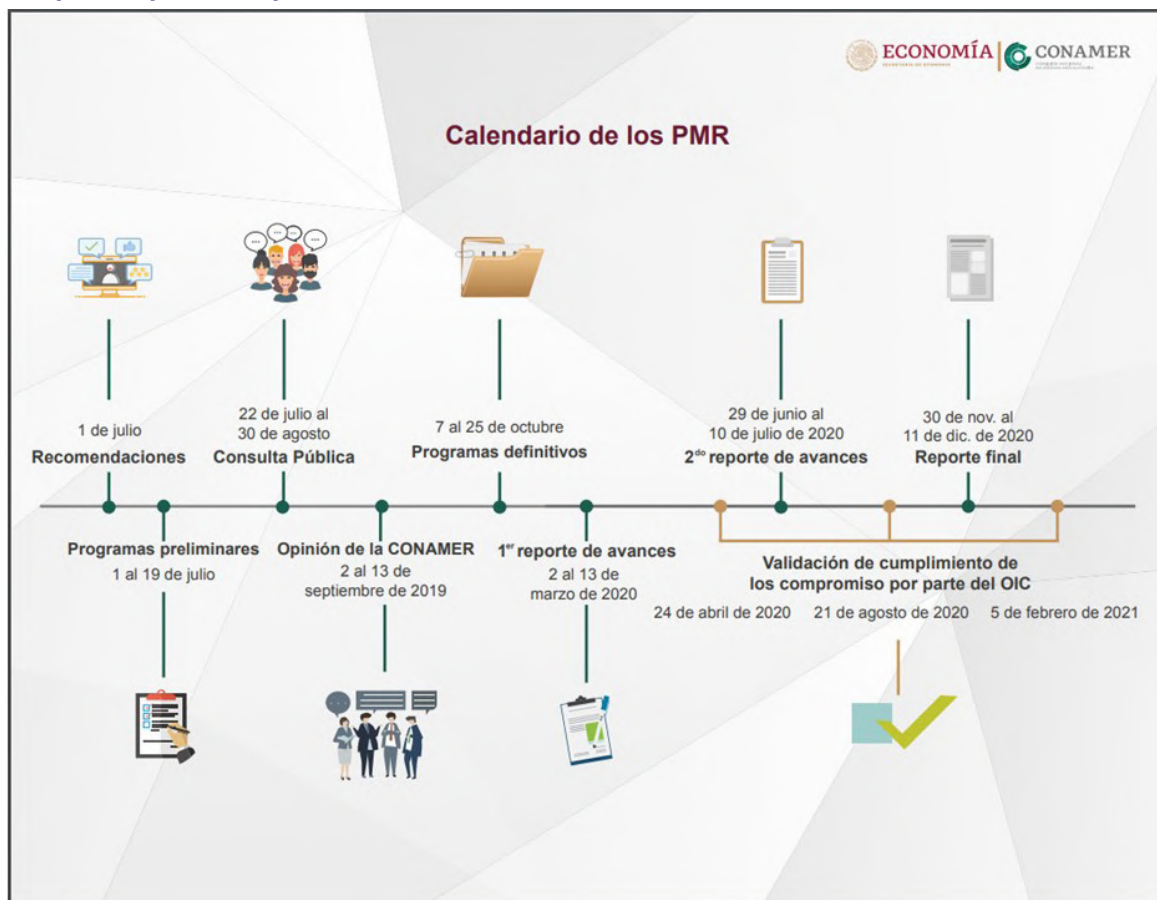 ECONOMÍA
SECRETARÍA DE ECONOMÍA
CONAMER
Calendario de los PMR
1 de julio
Recomendaciones
22 de julio al
30 de agosto
Consulta Pública
7 al 25 de octubre
Programas definitivos
29 de junio al
10 de julio de 2020
2do reporte de avances
30 de nov. al
11 de dic. de 2020
Reporte final
Programas preliminares
1 al 19 de julio
Opinión de la CONAMER
2 al 13 de
septiembre de 2019
1er reporte de avances
2 al 13 de
marzo de 2020
Validación de cumplimiento de
los compromiso por parte del OIC
24 de abril de 2020
21 de agosto de 2020
5 de febrero de 2021